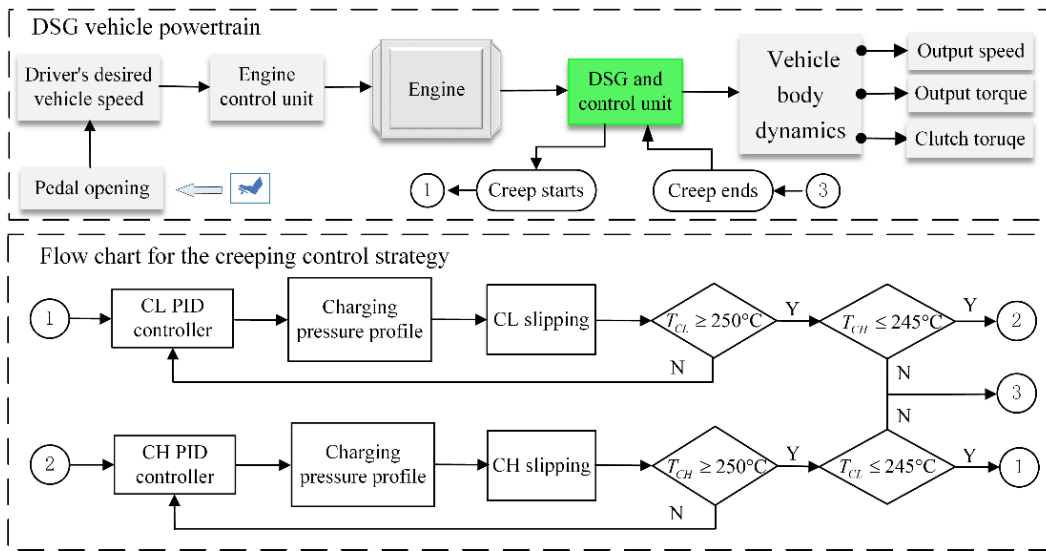 DSG vehicle powertrain
Driver's desired
vehicle speed
Engine
control unit
Engine
DSG and
control unit
Vehicle
body
dynamics
Output speed
Output torque
Clutch toruqe
Pedal opening
1
Creep starts
Creep ends
3
Flow chart for the creeping control strategy
1
CL PID
controller
Charging
pressure profile
CL slipping
T_CL ≥ 250°C
Y
T_CH ≤ 245°C
Y
2
N
N
3
N
2
CH PID
controller
Charging
pressure profile
CH slipping
T_CH ≥ 250°C
Y
T_CL ≤ 245°C
Y
1
N